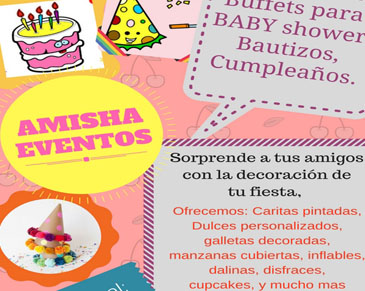 Buffets para
BABY shower
Bautizos,
Cumpleaños.
AMISHA
EVENTOS
Sorprende a tus amigos
con la decoración de
tu fiesta,
Ofrecemos: Caritas pintadas,
Dulces personalizados,
galletas decoradas,
manzanas cubiertas, inflables,
dalinas, disfraces,
cupcakes, y mucho mas